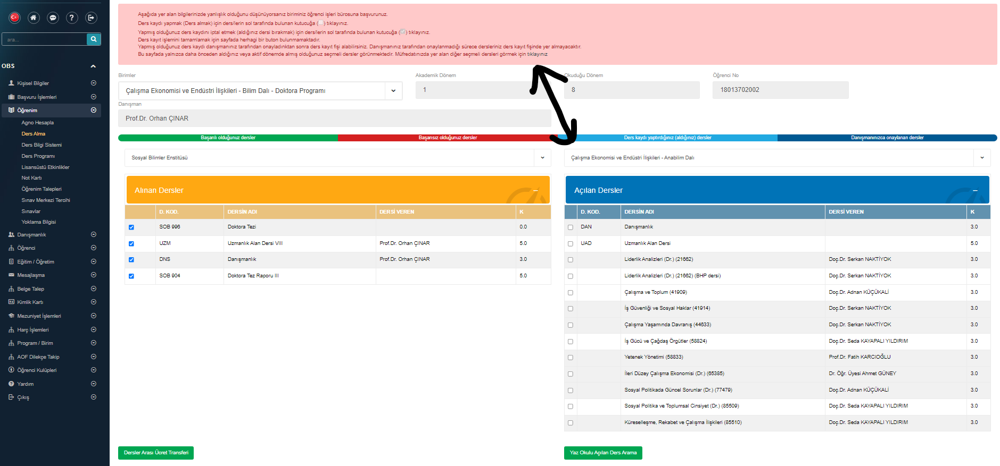 ara...
OBS
Kişisel Bilgiler
Başvuru İşlemleri
Öğrenim
Agno Hesapla
Ders Alma
Ders Bilgi Sistemi
Ders Programı
Lisansüstü Etkinlikler
Not Kartı
Öğrenim Talepleri
Sınav Merkezi Tercihi
Sınavlar
Yoklama Bilgisi
Danışmanlık
Öğrenci
Eğitim / Öğretim
Mesajlaşma
Belge Talep
Kimlik Kartı
Mezuniyet İşlemleri
Harç İşlemleri
Program / Birim
AOF Dilekçe Takip
Öğrenci Kulüpleri
Yardım
Çıkış
Aşağıda yer alan bilgilerinizde yanlışlık olduğunu düşünüyorsanız biriminiz öğrenci işleri bürosuna başvurunuz.
Ders kaydı yapmak (Ders almak) için ders/lerin sol tarafında bulunan kutucuğa ( ) tıklayınız.
Yapmış olduğunuz ders kaydını iptal etmek (aldığınız dersi bırakmak) için ders/lerin sol tarafında bulunan kutucuğa ( ) tıklayınız.
Ders kayıt işlemini tamamlamak için sayfada herhagi bir buton bulunmamaktadır.
Yapmış olduğunuz ders kaydı danışmanınız tarafından onayladınktan sonra ders kayıt fişi alabilirsiniz. Danışmanınız tarafından onaylanmadığı sürece dersleriniz ders kayıt fişinde yer almayacaktır.
Bu sayfada yalnızca daha önceden aldığınız veya aktif dönemde almış olduğunuz seçmeli dersler görünmektedir. Müfredatınızda yer alan diğer seçmeli dersleri görmek için tıklayınız
Birimler
Akademik Dönem
Okuduğu Dönem
Öğrenci No
Çalışma Ekonomisi ve Endüstri İlişkileri - Bilim Dalı - Doktora Programı
1
8
18013702002
Danışman
Prof.Dr. Orhan ÇINAR
Başarılı olduğunuz dersler
Başarısız olduğunuz dersler
Ders kaydı yaptırdığınız (aldığınız) dersler
Danışmanınızca onaylanan dersler
Sosyal Bilimler Enstitüsü
Alınan Dersler
D. KOD. DERSİN ADI DERSİ VEREN K
SOB 996 Doktora Tezi 0.0
UZM Uzmanlık Alan Dersi VIII Prof.Dr. Orhan ÇINAR 5.0
DNS Danışmanlık Prof.Dr. Orhan ÇINAR 3.0
SOB 904 Doktora Tez Raporu III 5.0
Çalışma Ekonomisi ve Endüstri İlişkileri - Anabilim Dalı
Açılan Dersler
D. KOD. DERSİN ADI DERSİ VEREN K
DAN Danışmanlık 3.0
UAD Uzmanlık Alan Dersi 5.0
Liderlik Analizleri (Dr.) (21662) Doç.Dr. Serkan NAKTİYOK 3.0
Liderlik Analizleri (Dr.) (21662) (BHP dersi) Doç.Dr. Serkan NAKTİYOK 3.0
Çalışma ve Toplum (41909) Doç.Dr. Adnan KÜÇÜKALİ 3.0
İş Güvenliği ve Sosyal Haklar (41914) Doç.Dr. Serkan NAKTİYOK 3.0
Çalışma Yaşamında Davranış (44633) Doç.Dr. Serkan NAKTİYOK 3.0
İş Gücü ve Çağdaş Örgütler (58824) Doç.Dr. Seda KAYAPALI YILDIRIM 3.0
Yetenek Yönetimi (58833) Prof.Dr. Fatih KARCIOĞLU 3.0
İleri Düzey Çalışma Ekonomisi (Dr.) (65385) Dr. Öğr. Üyesi Ahmet GÜNEY 3.0
Sosyal Politikada Güncel Sorunlar (Dr.) (77479) Doç.Dr. Adnan KÜÇÜKALİ 3.0
Sosyal Politika ve Toplumsal Cinsiyet (Dr.) (85509) Doç.Dr. Seda KAYAPALI YILDIRIM 3.0
Küreselleşme, Rekabet ve Çalışma İlişkileri (85510) Doç.Dr. Seda KAYAPALI YILDIRIM 3.0
Dersler Arası Ücret Transferi
Yaz Okulu Açılan Ders Arama